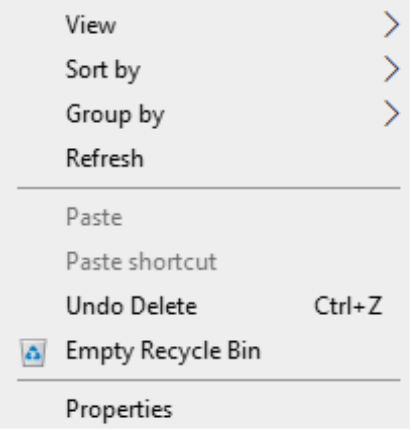 View
Sort by
Group by
Refresh
Paste
Paste shortcut
Undo Delete Ctrl+Z
Empty Recycle Bin
Properties